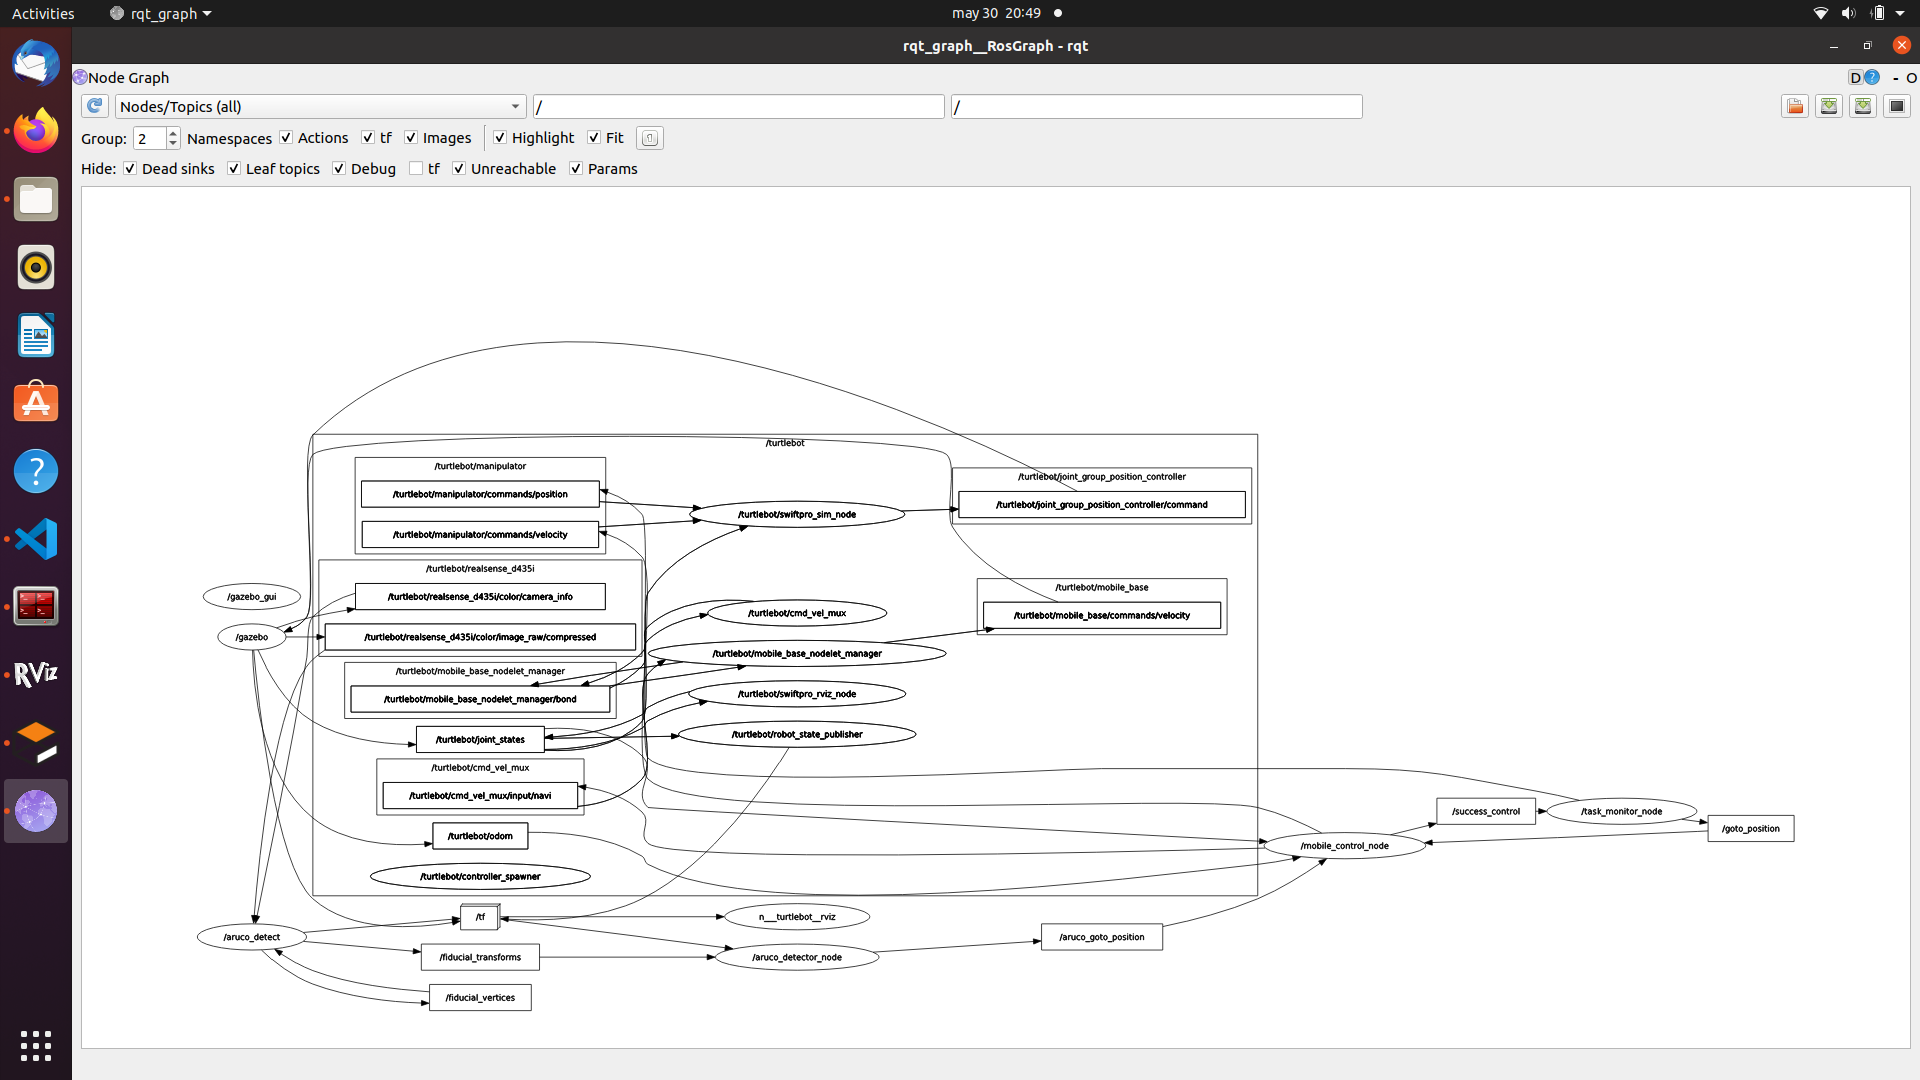 Activities
rqt_graph
may 30 20:49
rqt_graph__RosGraph - rqt
Node Graph
D
?
- O
Nodes/Topics (all)
/
/
Group:
2
Namespaces
Actions
tf
Images
Highlight
Fit
Hide:
Dead sinks
Leaf topics
Debug
tf
Unreachable
Params
/turtlebot
/turtlebot/manipulator
/turtlebot/manipulator/commands/position
/turtlebot/manipulator/commands/velocity
/turtlebot/swiftpro_sim_node
/turtlebot/joint_group_position_controller
/turtlebot/joint_group_position_controller/command
/turtlebot/realsense_d435i
/turtlebot/realsense_d435i/color/camera_info
/turtlebot/realsense_d435i/color/image_raw/compressed
/gazebo_gui
/gazebo
/turtlebot/cmd_vel_mux
/turtlebot/mobile_base
/turtlebot/mobile_base/commands/velocity
/turtlebot/mobile_base_nodelet_manager
/turtlebot/mobile_base_nodelet_manager
/turtlebot/mobile_base_nodelet_manager/bond
/turtlebot/swiftpro_rviz_node
/turtlebot/joint_states
/turtlebot/robot_state_publisher
/turtlebot/cmd_vel_mux
/turtlebot/cmd_vel_mux/input/navi
/turtlebot/odom
/turtlebot/controller_spawner
/success_control
/task_monitor_node
/goto_position
/mobile_control_node
/tf
n___turtlebot__rviz
/aruco_detect
/fiducial_transforms
/aruco_detector_node
/aruco_goto_position
/fiducial_vertices
RViz
?
A